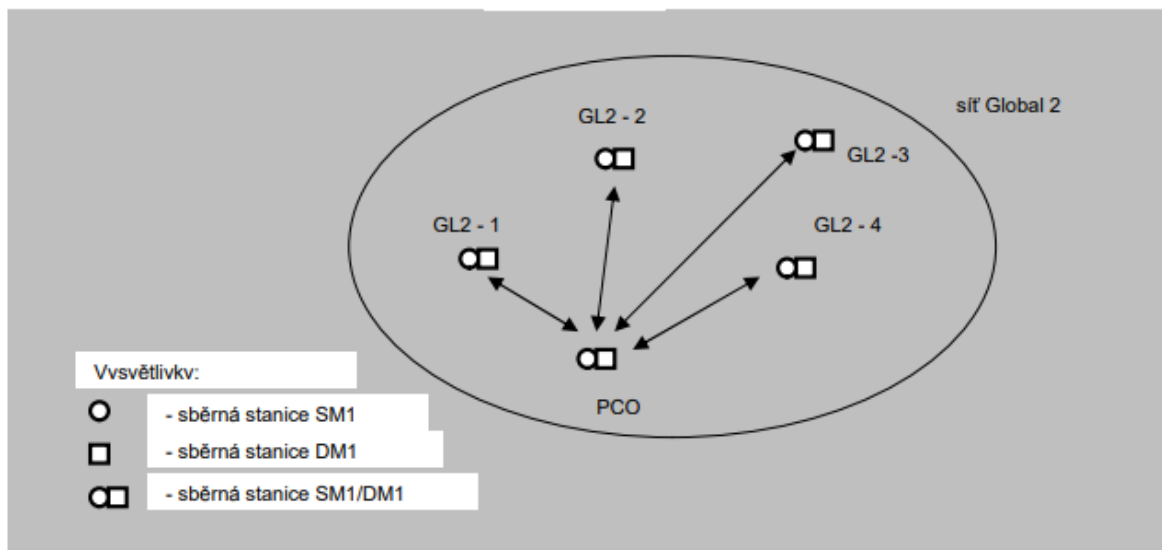 síť Global 2
GL2 - 2
GL2 -3
GL2 - 1
GL2 - 4
PCO
Vvsvětlivkv:
- sběrná stanice SM1
- sběrná stanice DM1
- sběrná stanice SM1/DM1